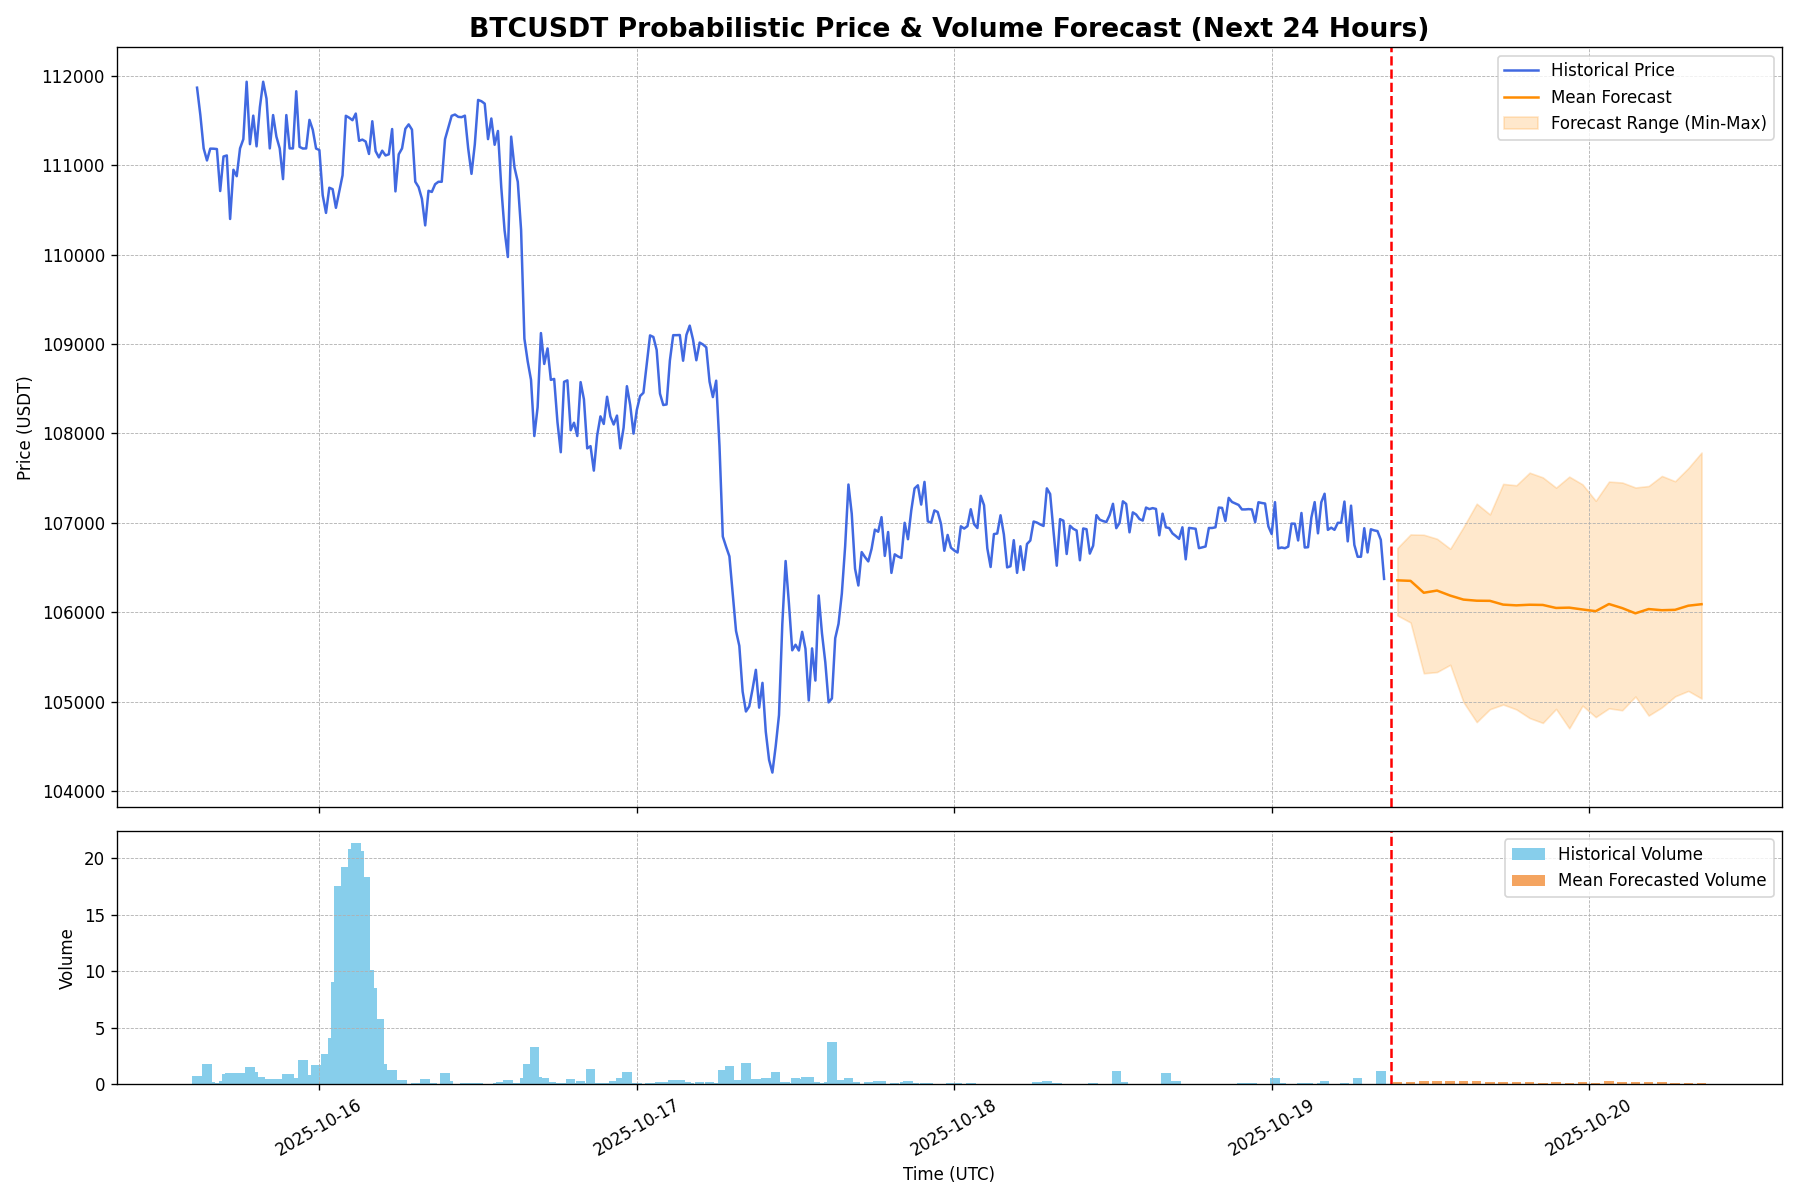 BTCUSDT Probabilistic Price & Volume Forecast (Next 24 Hours)
112000
111000
110000
109000
108000
107000
106000
105000
104000
Price (USDT)
Historical Price
Mean Forecast
Forecast Range (Min-Max)
20
15
10
5
0
Volume
Historical Volume
Mean Forecasted Volume
2025-10-16
2025-10-17
2025-10-18
2025-10-19
2025-10-20
Time (UTC)